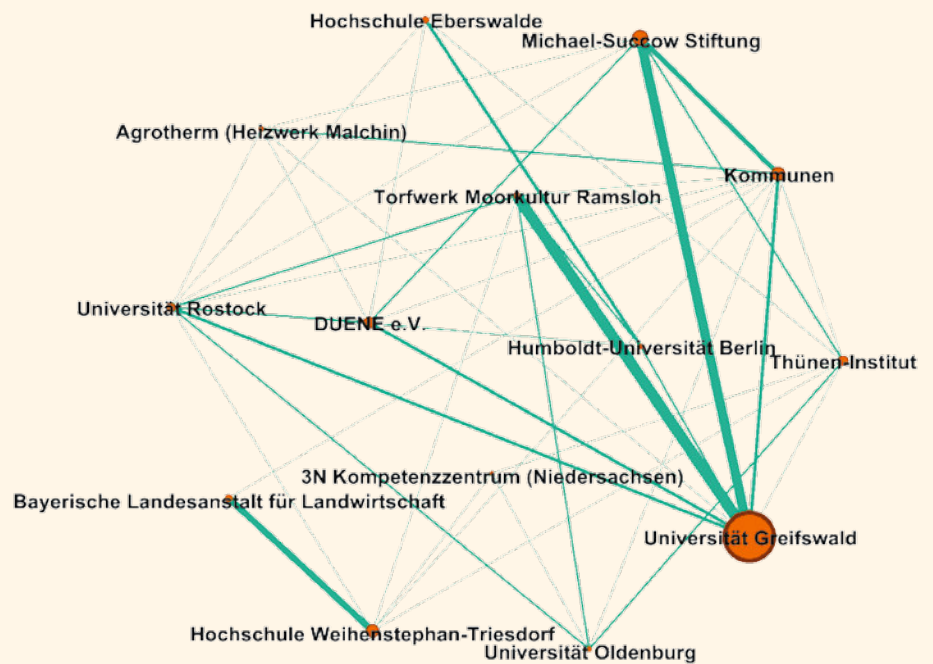 Hochschule Eberswalde
Michael-Succow Stiftung
Agrotherm (Heizwerk Malchin)
Kommunen
Torfwerk Moorkultur Ramsloh
Universität Rostock
DUENE e.V.
Humboldt-Universität Berlin
Thünen-Institut
3N Kompetenzzentrum (Niedersachsen)
Bayerische Landesanstalt für Landwirtschaft
Universität Greifswald
Hochschule Weihenstephan-Triesdorf
Universität Oldenburg